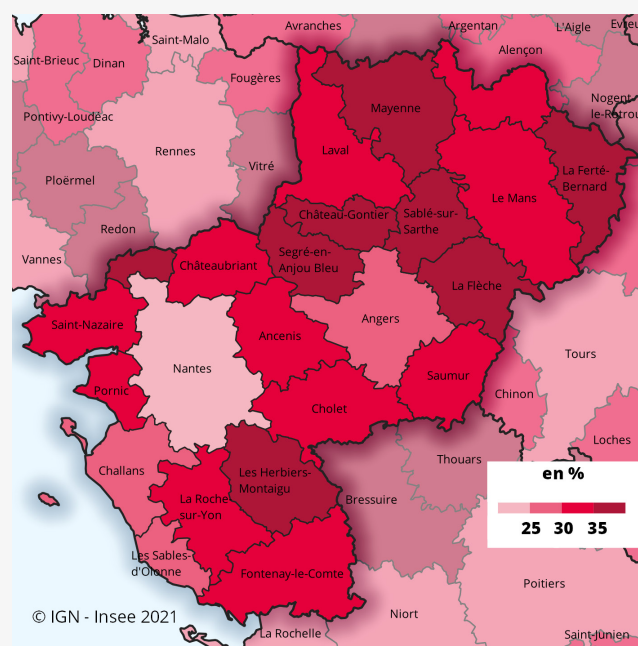 Avranches
Argentan
L'Aigle
Evreu
Saint-Malo
Alençon
Saint-Brieuc
Dinan
Fougères
Nogent-
le-Rotrou
Mayenne
Pontivy-Loudéac
Rennes
Laval
Vitré
La Ferté-
Bernard
Ploërmel
Le Mans
Château-Gontier
Sablé-sur-
Sarthe
Redon
Vannes
Châteaubriant
Segré-en-
Anjou Bleu
La Flèche
Saint-Nazaire
Angers
Ancenis
Tours
Nantes
Saumur
Pornic
Chinon
Cholet
Loches
Thouars
Challans
Les Herbiers-
Montaigu
en %
La Roche-
sur-Yon
Bressuire
25 30 35
Les Sables-
d'Olonne
Fontenay-le-Comte
Poitiers
© IGN - Insee 2021
Niort
La Rochelle
Saint-Junien